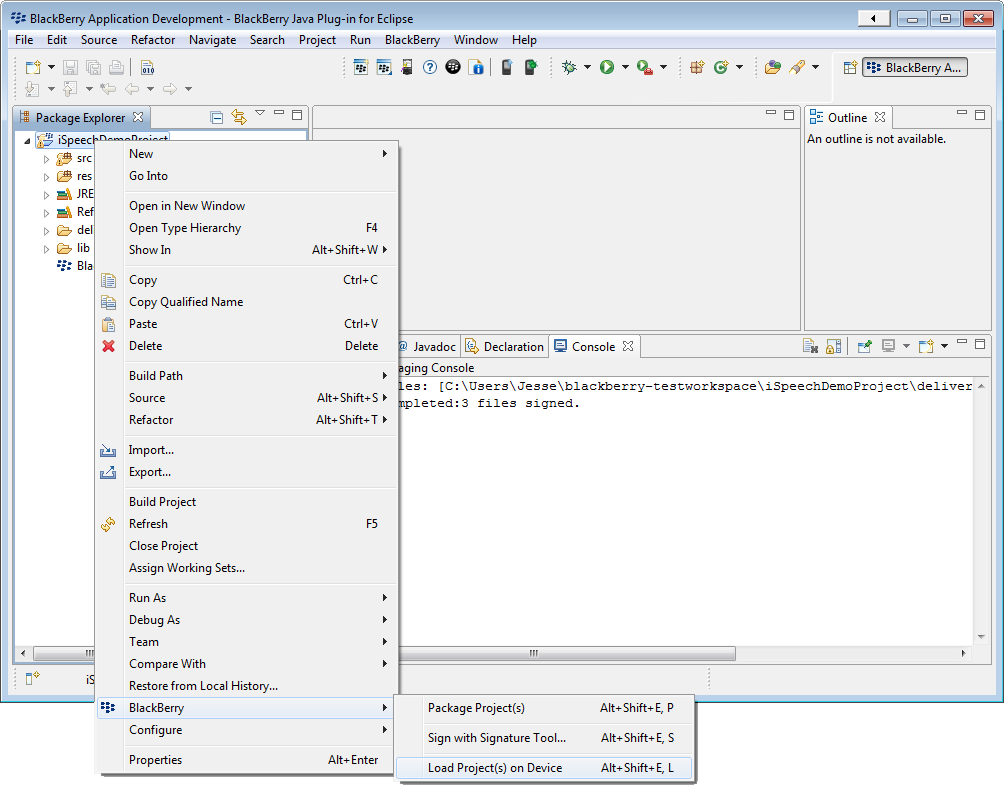 BlackBerry Application Development - BlackBerry Java Plug-in for Eclipse
File Edit Source Refactor Navigate Search Project Run BlackBerry Window Help
BlackBerry A...
Package Explorer
Outline
An outline is not available.
iSpeechDemoProject
src
res
JRE
Ref
del
lib
Bla
New
Go Into
Open in New Window
Open Type Hierarchy F4
Show In Alt+Shift+W
Copy Ctrl+C
Copy Qualified Name
Paste Ctrl+V
Delete Delete
Build Path
Source Alt+Shift+S
Refactor Alt+Shift+T
Import...
Export...
Build Project
Refresh F5
Close Project
Assign Working Sets...
Run As
Debug As
Team
Compare With
Restore from Local History...
BlackBerry
Configure
Properties Alt+Enter
@ Javadoc Declaration Console
aging Console
les: [C:\Users\Jesse\blackberry-testworkspace\iSpeechDemoProject\deliver
mpleted:3 files signed.
iS
Package Project(s) Alt+Shift+E, P
Sign with Signature Tool... Alt+Shift+E, S
Load Project(s) on Device Alt+Shift+E, L